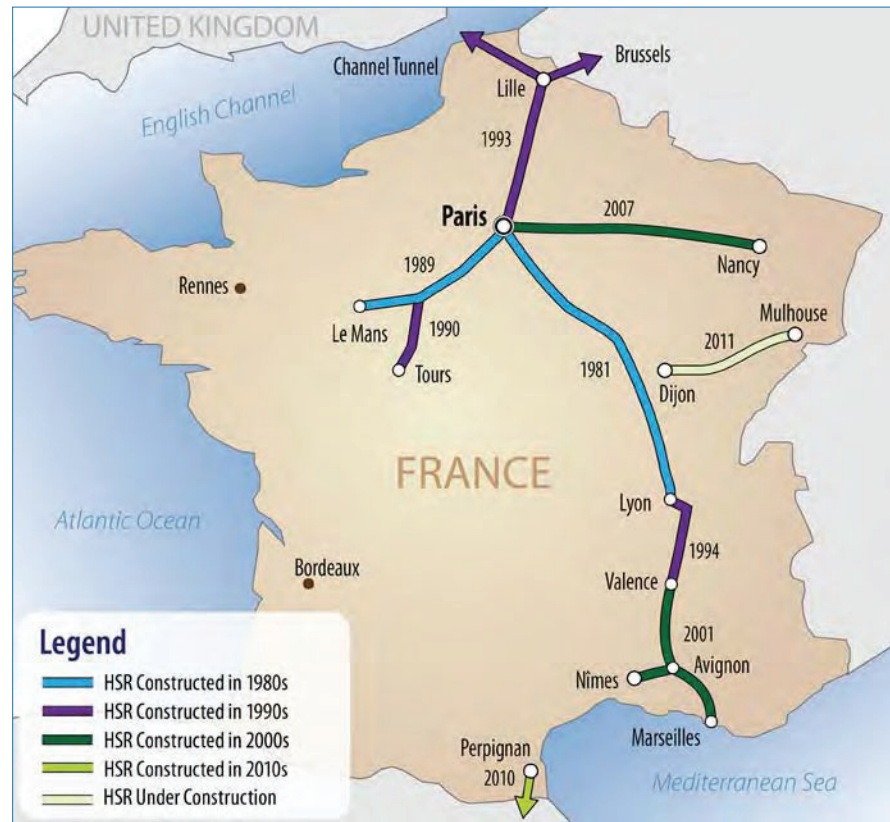 UNITED KINGDOM
Channel Tunnel
Brussels
Lille
English Channel
1993
Paris
2007
Nancy
1989
Rennes
Le Mans
1990
Tours
Mulhouse
2011
Dijon
1981
FRANCE
Lyon
Atlantic Ocean
1994
Bordeaux
Valence
2001
Avignon
Nîmes
Marseilles
Perpignan
2010
Mediterranean Sea
Legend
HSR Constructed in 1980s
HSR Constructed in 1990s
HSR Constructed in 2000s
HSR Constructed in 2010s
HSR Under Construction